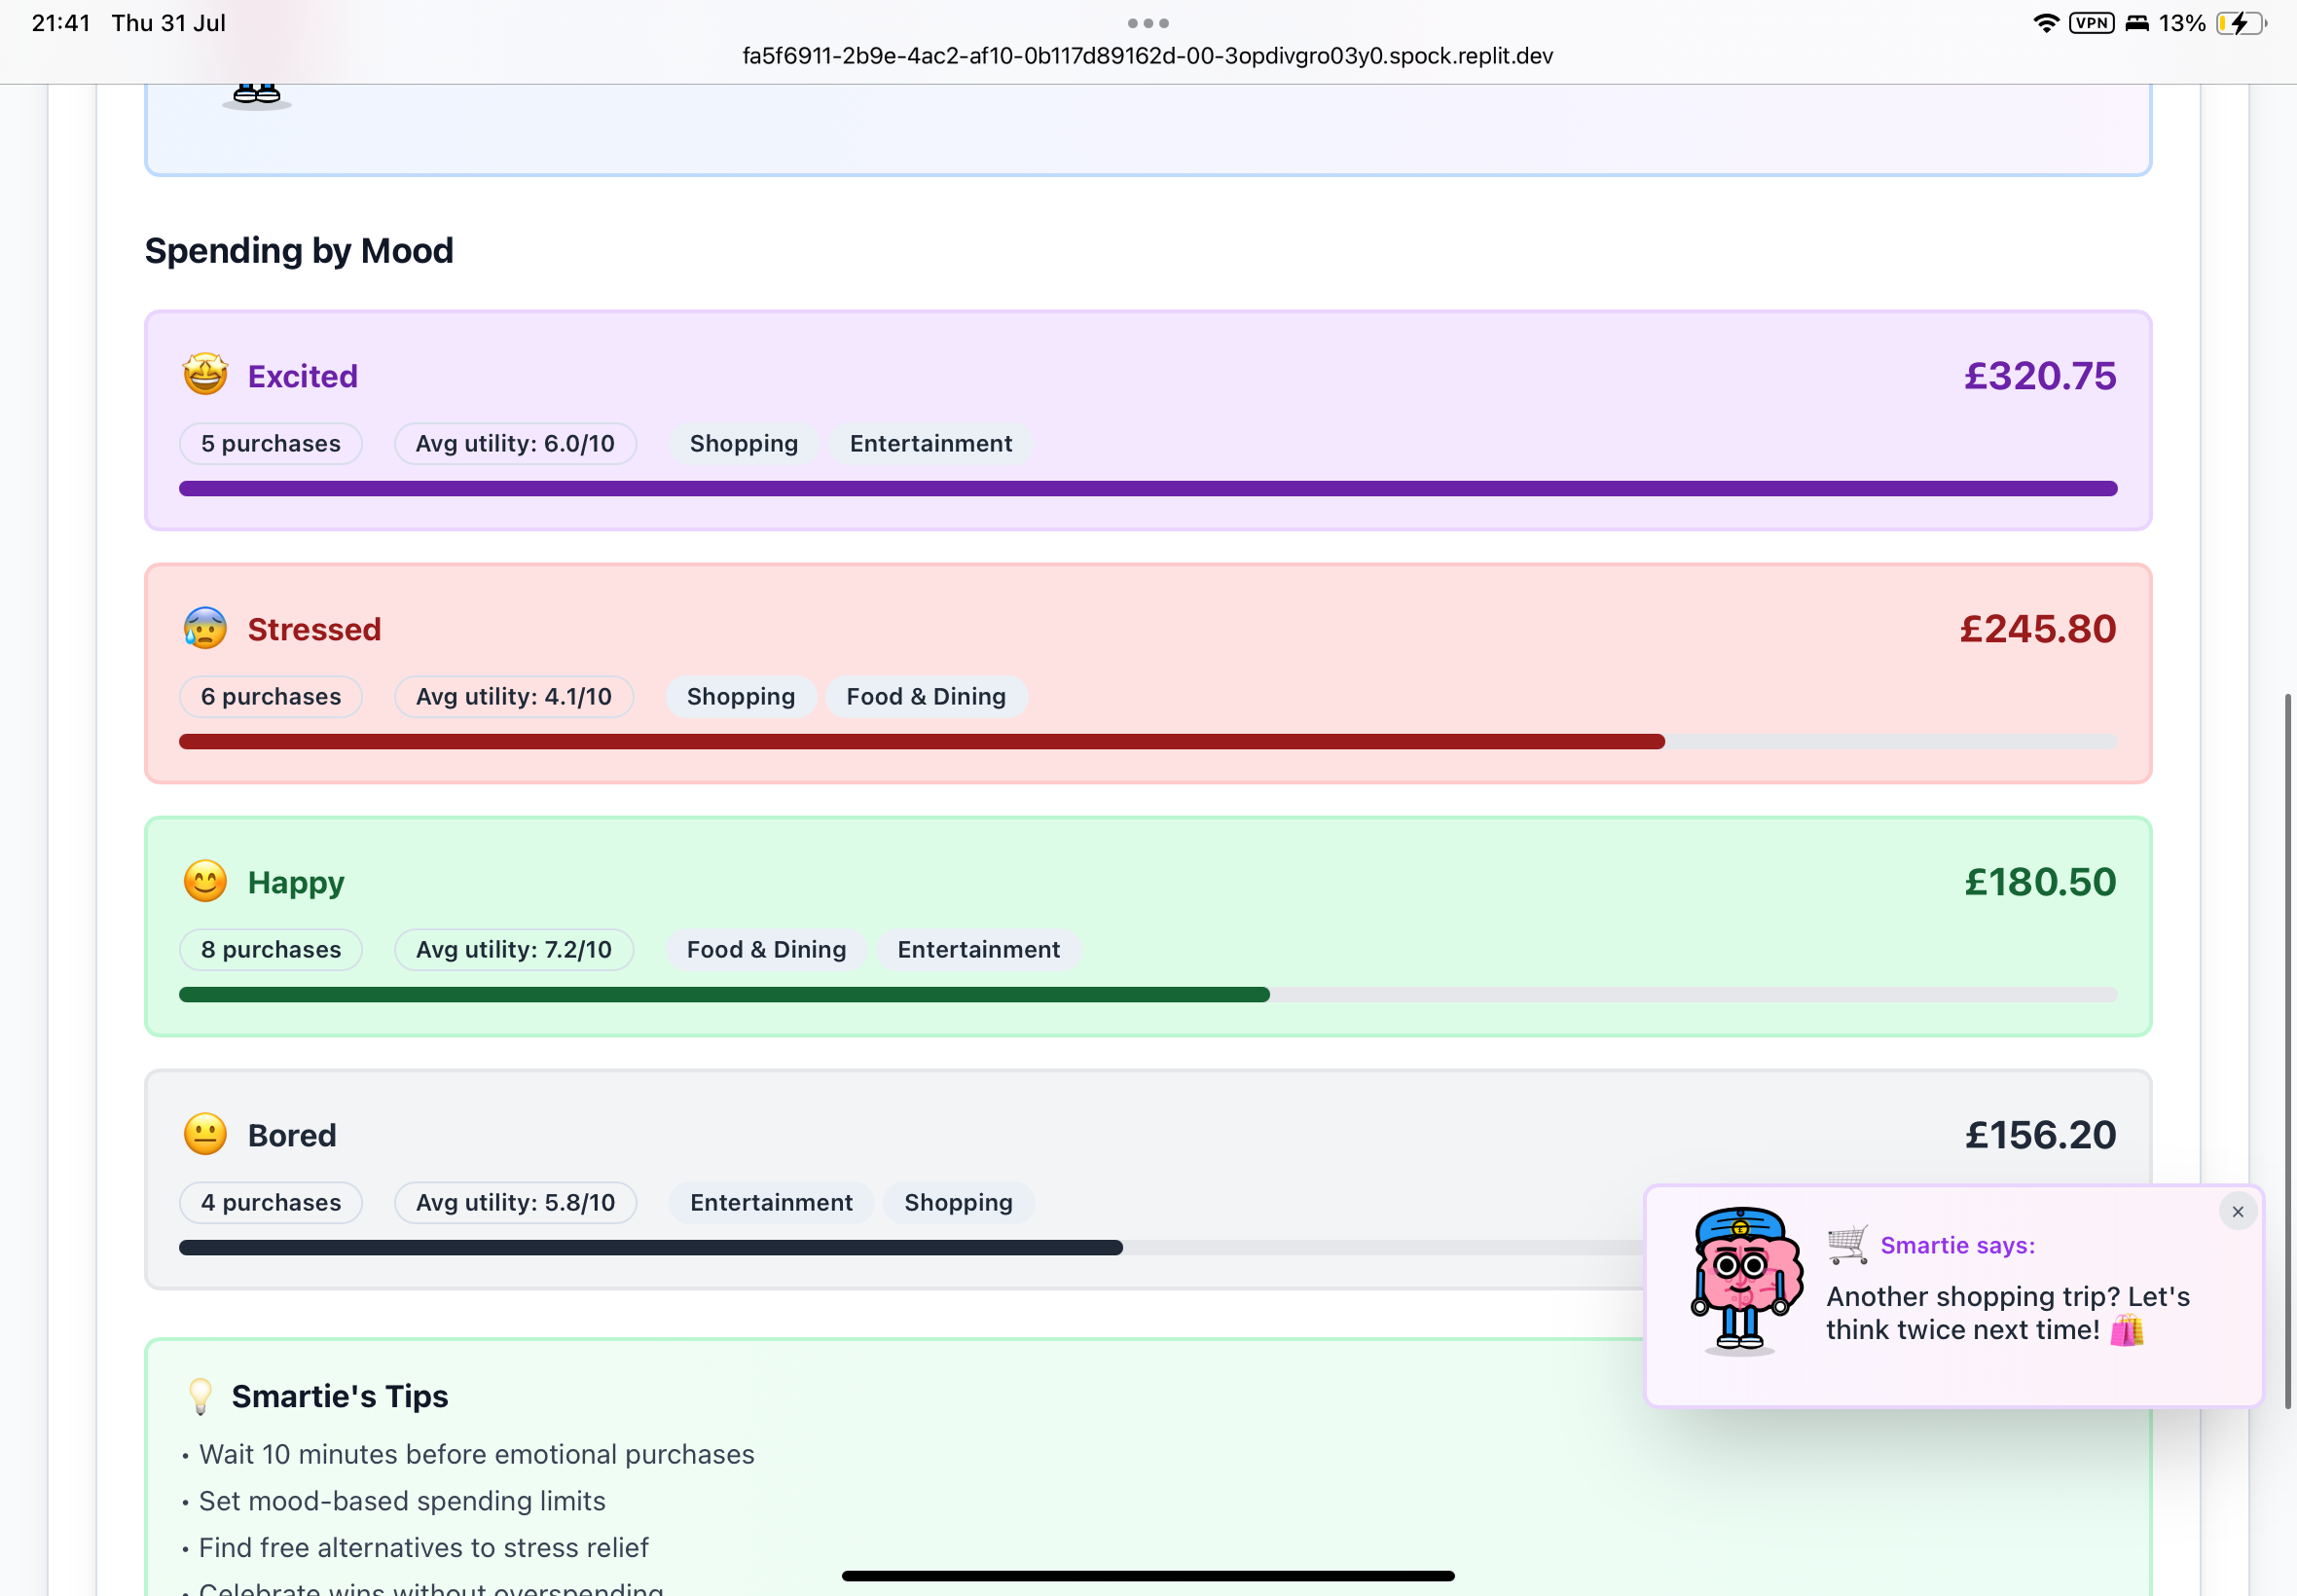 21:41 Thu 31 Jul
VPN 13%
fa5f6911-2b9e-4ac2-af10-0b117d89162d-00-3opdivgro03y0.spock.replit.dev
Spending by Mood
Excited £320.75
5 purchases Avg utility: 6.0/10 Shopping Entertainment
Stressed £245.80
6 purchases Avg utility: 4.1/10 Shopping Food & Dining
Happy £180.50
8 purchases Avg utility: 7.2/10 Food & Dining Entertainment
Bored £156.20
4 purchases Avg utility: 5.8/10 Entertainment Shopping
Smartie says:
Another shopping trip? Let's
think twice next time!
Smartie's Tips
• Wait 10 minutes before emotional purchases
• Set mood-based spending limits
• Find free alternatives to stress relief
• Celebrate wins without overspending